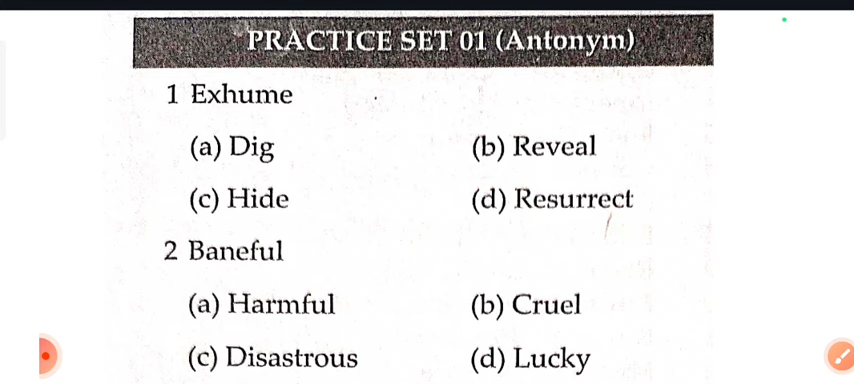 PRACTICE SET 01 (Antonym)
1 Exhume
(a) Dig (b) Reveal
(c) Hide (d) Resurrect
2 Baneful
(a) Harmful (b) Cruel
(c) Disastrous (d) Lucky